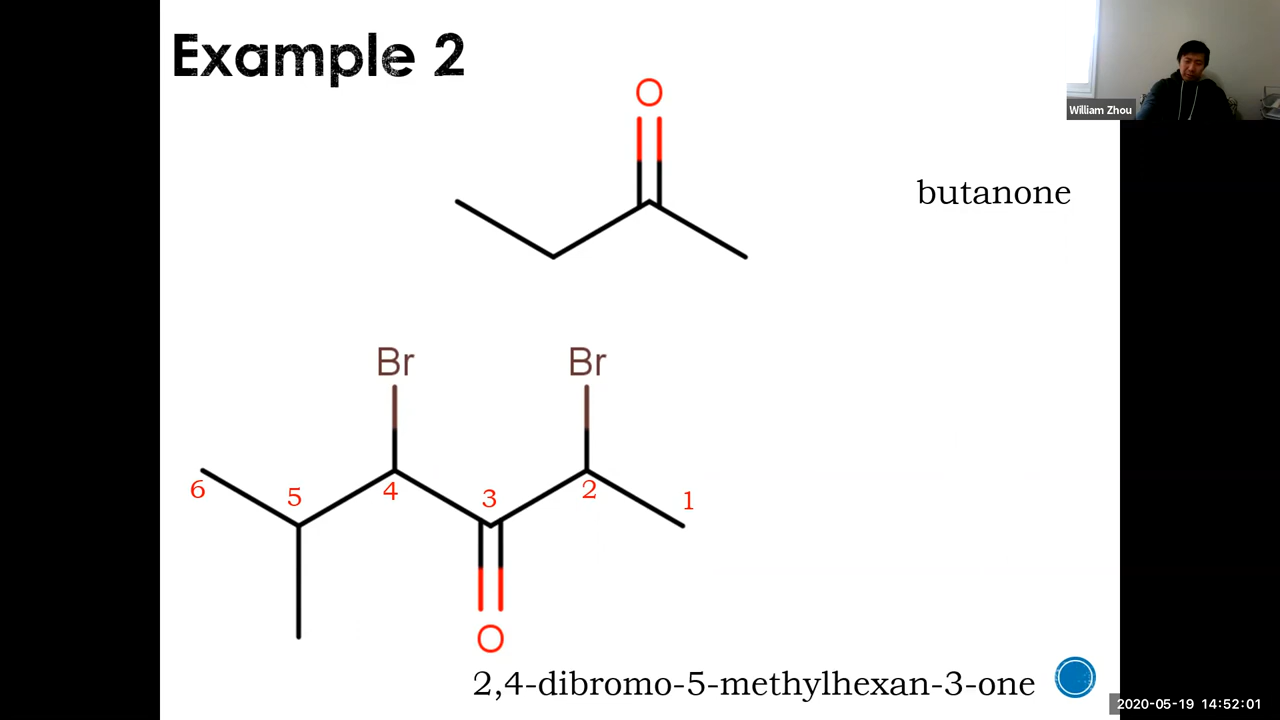 Example 2
O
William Zhou
butanone
Br Br
6 5 4 3 2 1
O
2,4-dibromo-5-methylhexan-3-one
2020-05-19 14:52:01